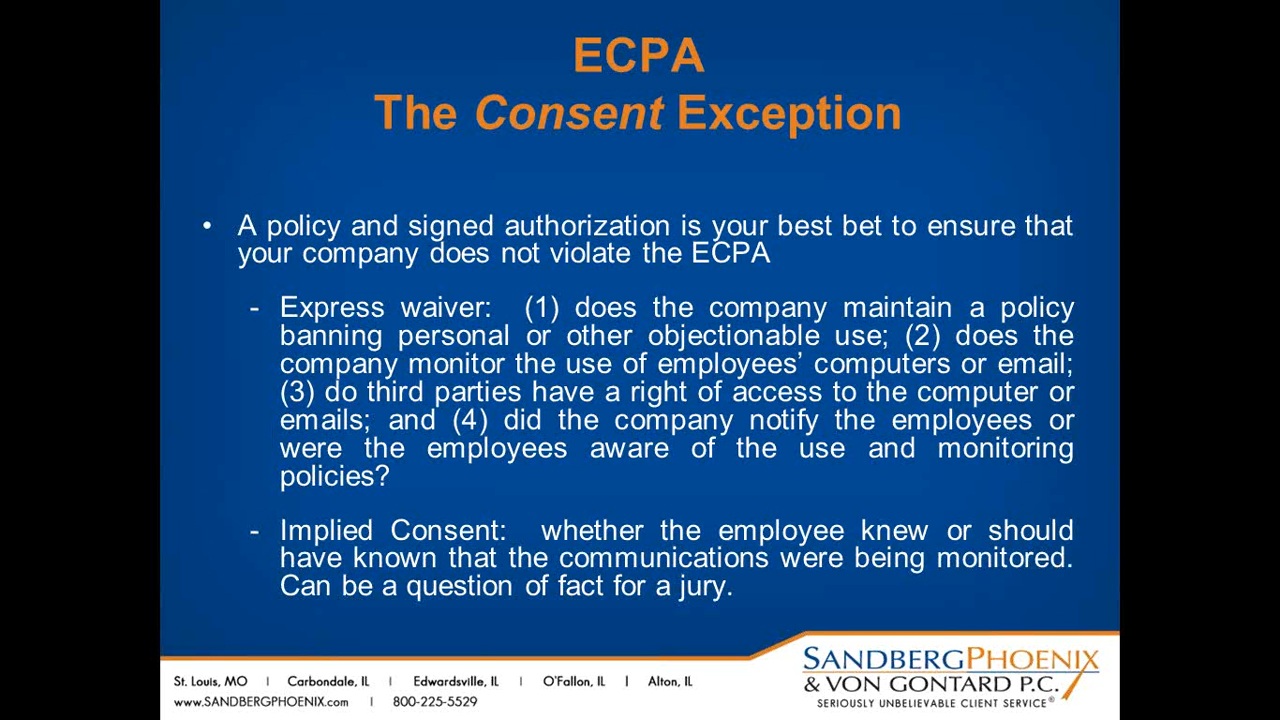 ECPA
The Consent Exception
• A policy and signed authorization is your best bet to ensure that
your company does not violate the ECPA
- Express waiver: (1) does the company maintain a policy
banning personal or other objectionable use; (2) does the
company monitor the use of employees’ computers or email;
(3) do third parties have a right of access to the computer or
emails; and (4) did the company notify the employees or
were the employees aware of the use and monitoring
policies?
- Implied Consent: whether the employee knew or should
have known that the communications were being monitored.
Can be a question of fact for a jury.
St. Louis, MO | Carbondale, IL | Edwardsville, IL | O'Fallon, IL | Alton, IL
www.SANDBERGPHOENIX.com | 800-225-5529
SANDBERGPHOENIX
& VON GONTARD P.C.
SERIOUSLY UNBELIEVABLE CLIENT SERVICE®